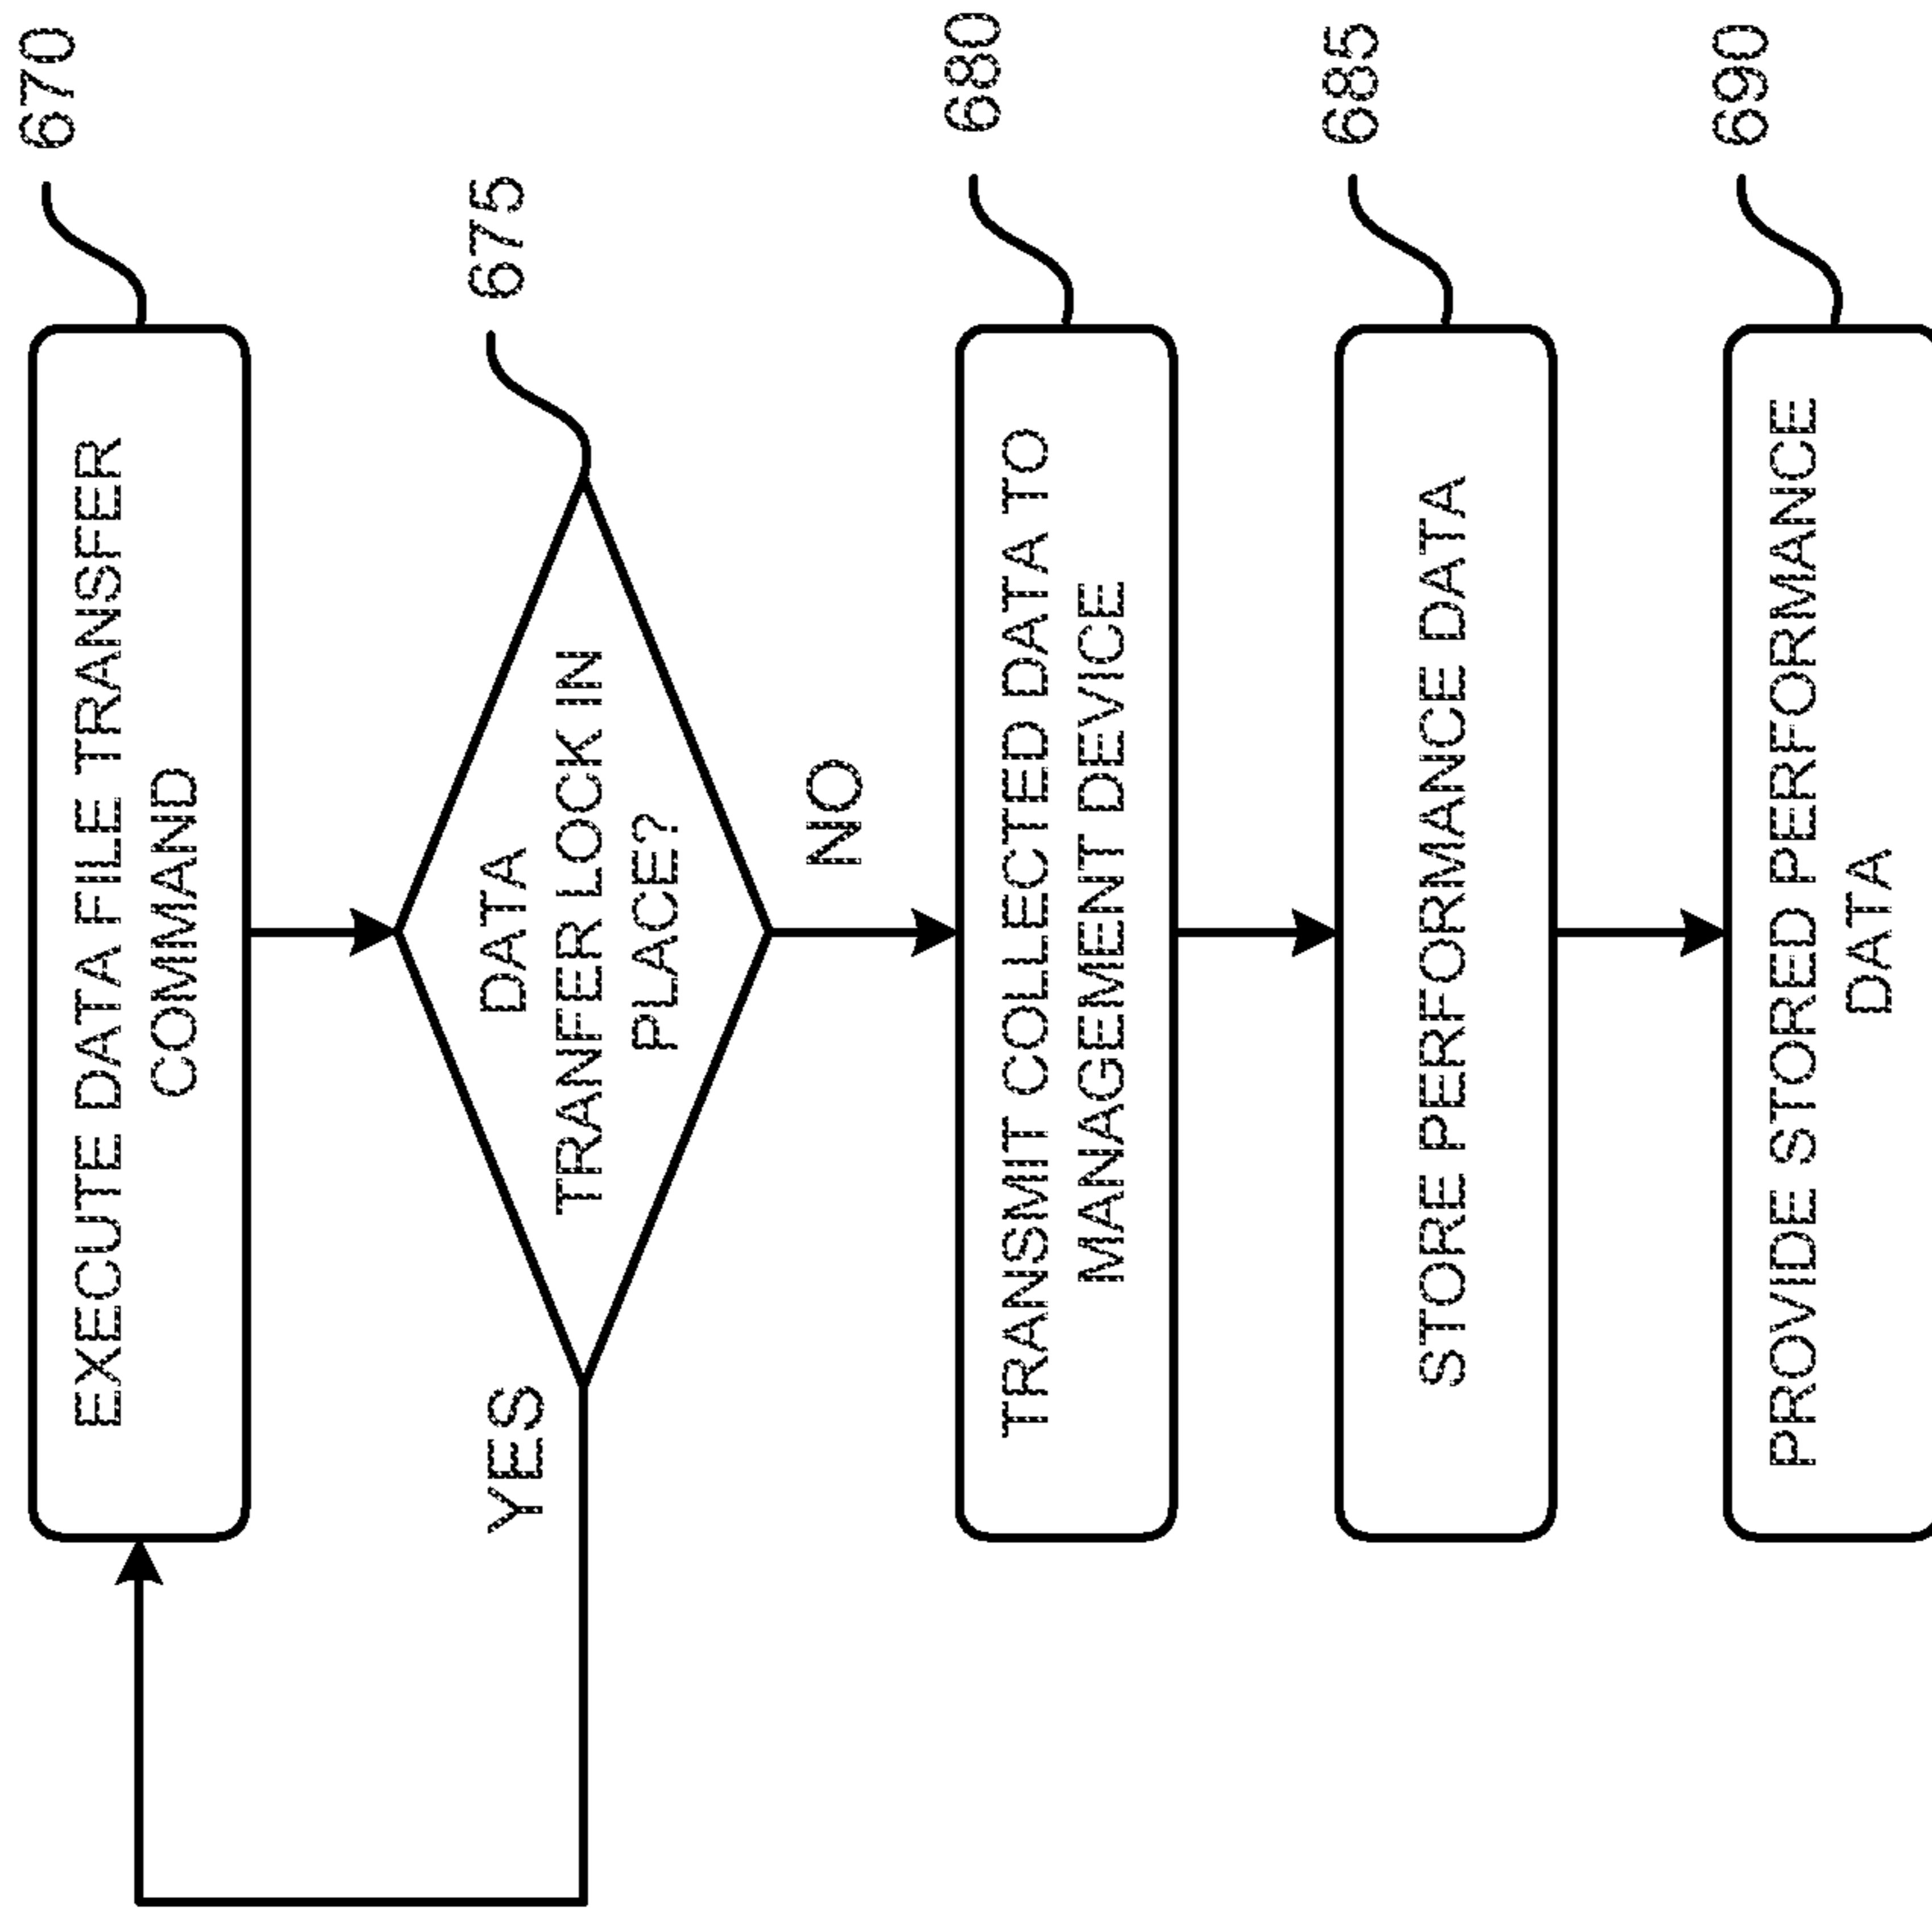 EXECUTE DATA FILE TRANSFER
COMMAND
670
DATA
TRANFER LOCK IN
PLACE?
675
YES
NO
TRANSMIT COLLECTED DATA TO
MANAGEMENT DEVICE
680
STORE PERFORMANCE DATA
685
PROVIDE STORED PERFORMANCE
DATA
690